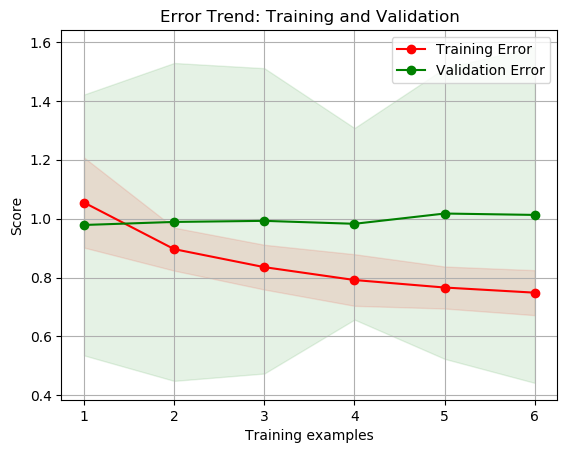 Error Trend: Training and Validation
Training Error
Validation Error
Score
1.6
1.4
1.2
1.0
0.8
0.6
0.4
1 2 3 4 5 6
Training examples